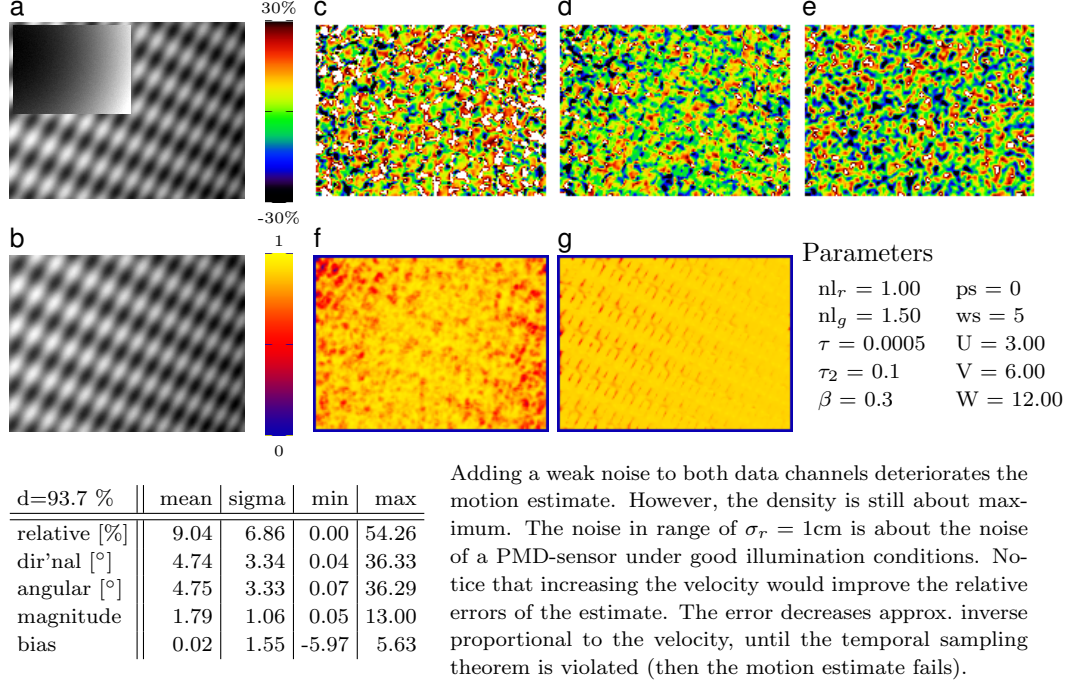 a
30%
c
d
e
-30%
b
1
f
g
0
Parameters
nl_r = 1.00 ps = 0
nl_g = 1.50 ws = 5
τ = 0.0005 U = 3.00
τ_2 = 0.1 V = 6.00
β = 0.3 W = 12.00
d=93.7 % mean sigma min max
relative [%] 9.04 6.86 0.00 54.26
dir'nal [°] 4.74 3.34 0.04 36.33
angular [°] 4.75 3.33 0.07 36.29
magnitude 1.79 1.06 0.05 13.00
bias 0.02 1.55 -5.97 5.63
Adding a weak noise to both data channels deteriorates the
motion estimate. However, the density is still about max-
imum. The noise in range of σ_r = 1cm is about the noise
of a PMD-sensor under good illumination conditions. No-
tice that increasing the velocity would improve the relative
errors of the estimate. The error decreases approx. inverse
proportional to the velocity, until the temporal sampling
theorem is violated (then the motion estimate fails).